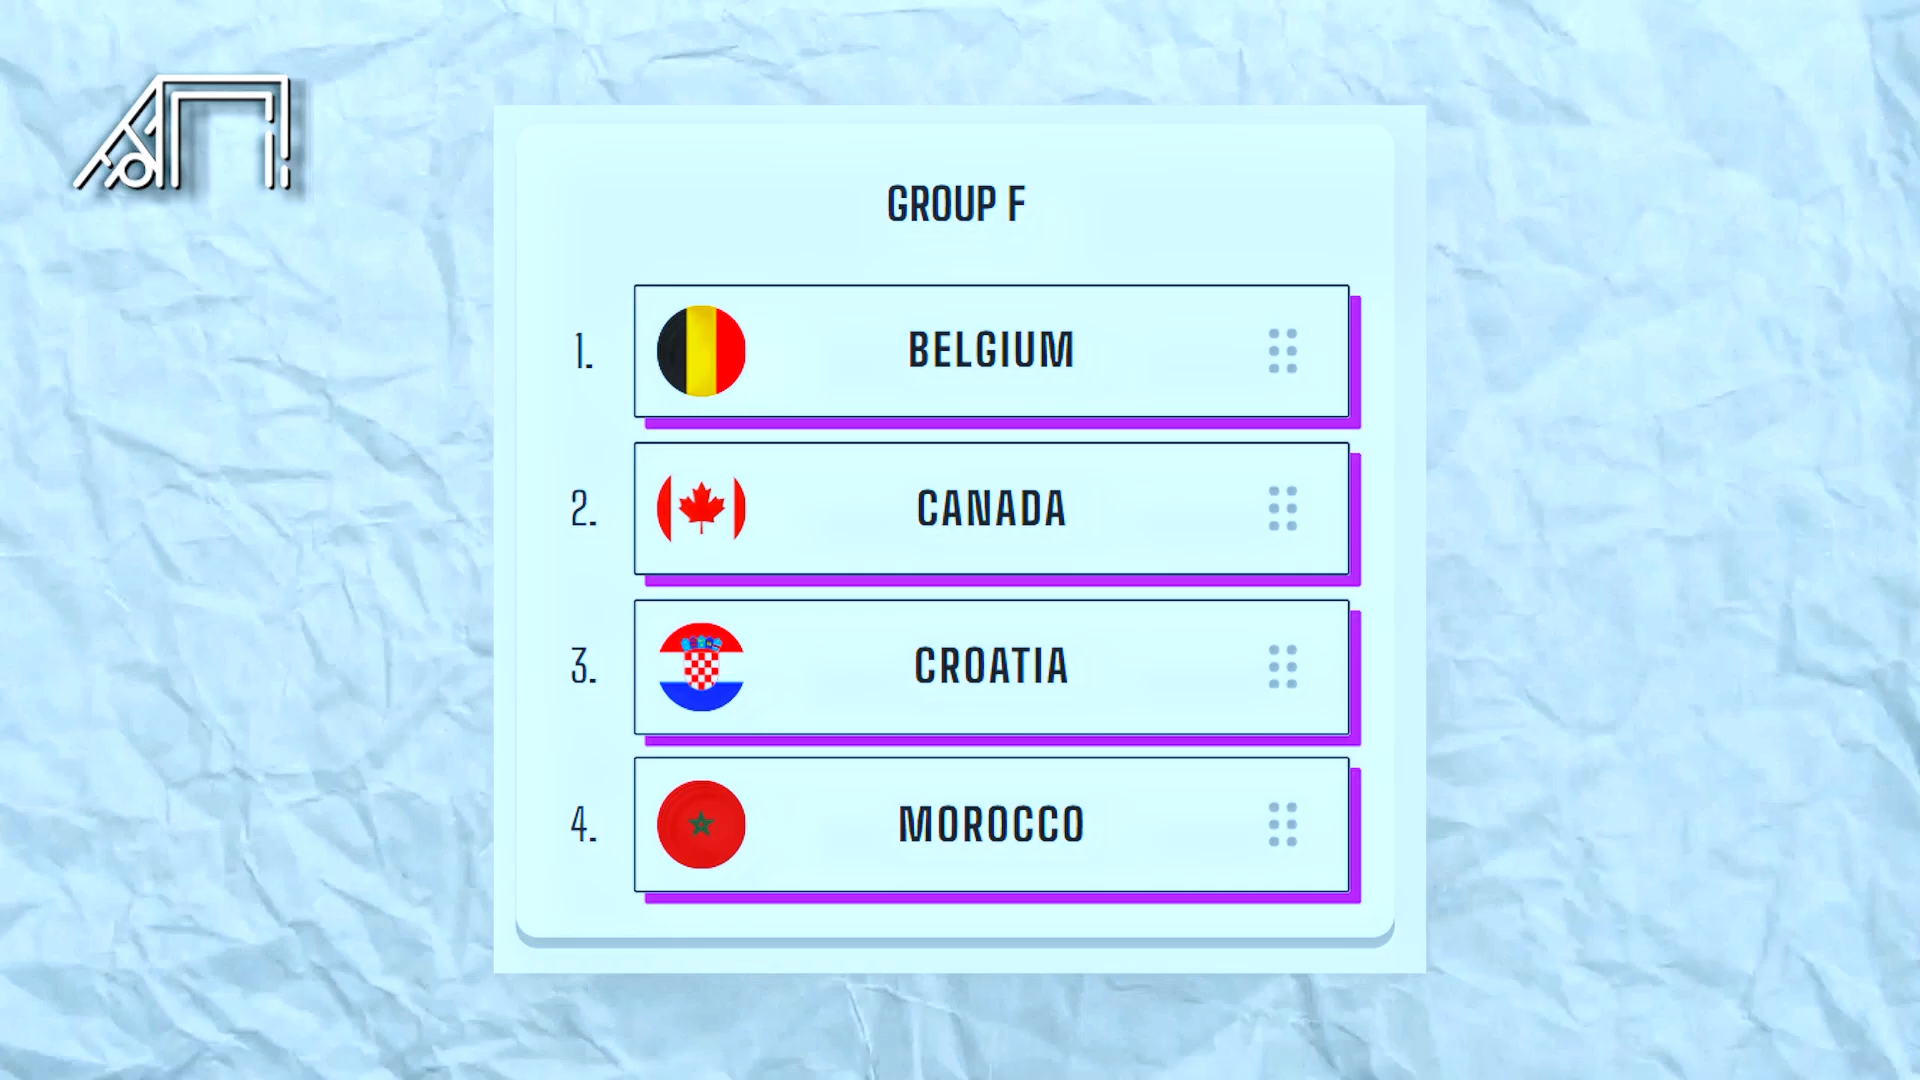 GROUP F
1. BELGIUM
2. CANADA
3. CROATIA
4. MOROCCO